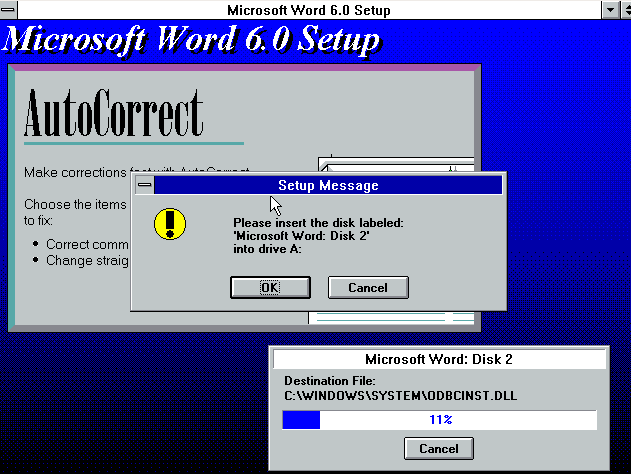 Microsoft Word 6.0 Setup
Microsoft Word 6.0 Setup
AutoCorrect
Make corrections fast with AutoCorrect
Choose the items
to fix:
• Correct comm
• Change straig
Setup Message
Please insert the disk labeled:
'Microsoft Word: Disk 2'
into drive A:
OK
Cancel
Microsoft Word: Disk 2
Destination File:
C:\WINDOWS\SYSTEM\ODBCINST.DLL
11%
Cancel